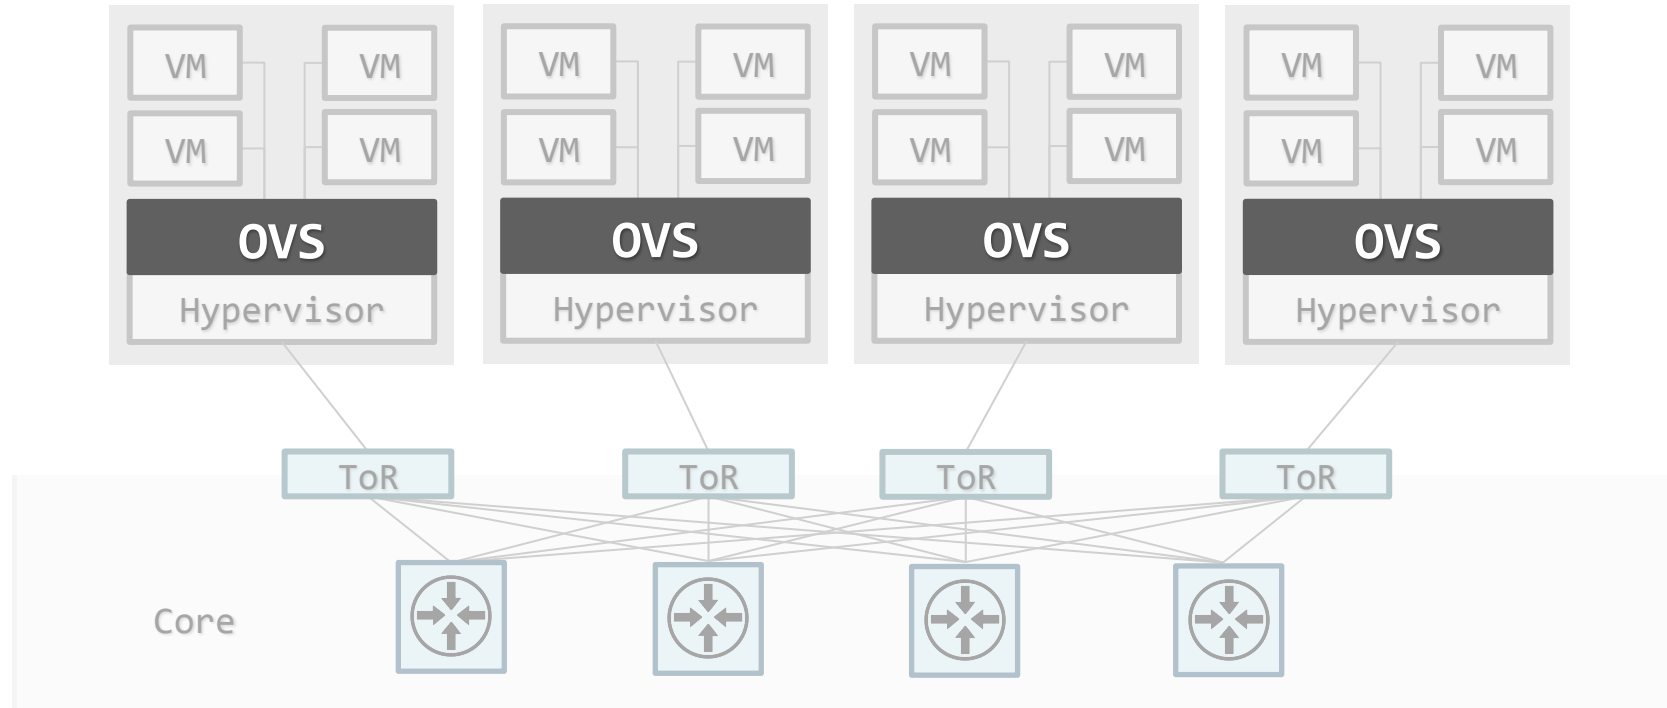 VM VM VM VM VM VM VM VM
VM VM VM VM VM VM VM VM
OVS OVS OVS OVS
Hypervisor Hypervisor Hypervisor Hypervisor
ToR ToR ToR ToR
Core